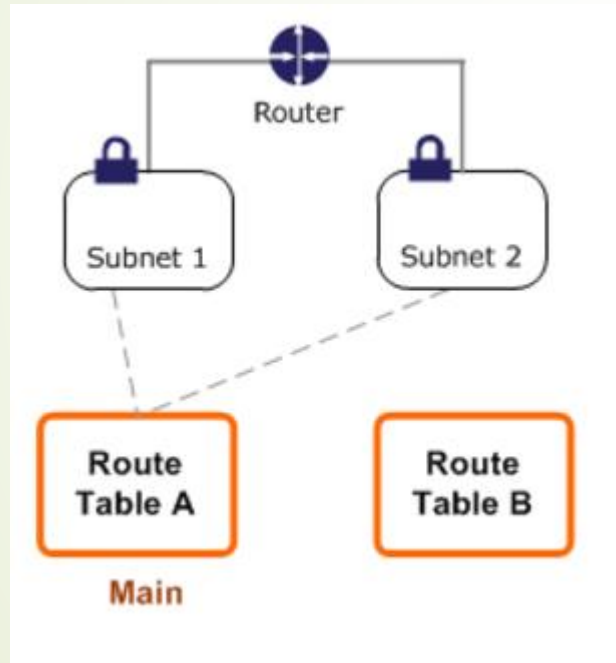 Router
Subnet 1
Subnet 2
Route
Table A
Route
Table B
Main